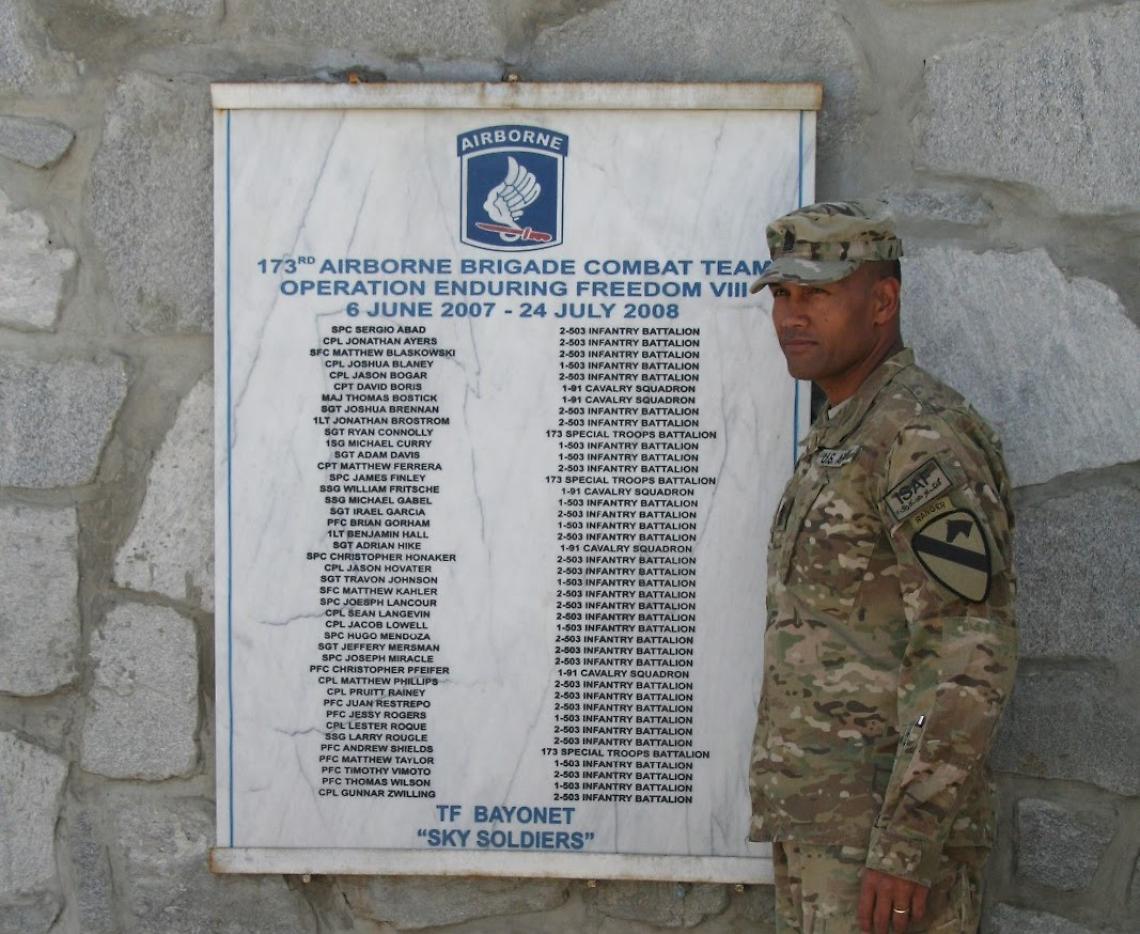 AIRBORNE
173RD AIRBORNE BRIGADE COMBAT TEAM
OPERATION ENDURING FREEDOM VIII
6 JUNE 2007 - 24 JULY 2008
SPC SERGIO ABAD 2-503 INFANTRY BATTALION
CPL JONATHAN AYERS 2-503 INFANTRY BATTALION
SFC MATTHEW BLASKOWSKI 2-503 INFANTRY BATTALION
CPL JOSHUA BLANEY 1-503 INFANTRY BATTALION
CPL JASON BOGAR 2-503 INFANTRY BATTALION
CPT DAVID BORIS 1-91 CAVALRY SQUADRON
MAJ THOMAS BOSTICK 1-91 CAVALRY SQUADRON
SGT JOSHUA BRENNAN 2-503 INFANTRY BATTALION
1LT JONATHAN BROSTROM 2-503 INFANTRY BATTALION
SGT RYAN CONNOLLY 173 SPECIAL TROOPS BATTALION
1SG MICHAEL CURRY 1-503 INFANTRY BATTALION
SGT ADAM DAVIS 1-503 INFANTRY BATTALION
CPT MATTHEW FERRERA 2-503 INFANTRY BATTALION
SPC JAMES FINLEY 173 SPECIAL TROOPS BATTALION
SSG WILLIAM FRITSCHE 1-91 CAVALRY SQUADRON
SSG MICHAEL GABEL 1-503 INFANTRY BATTALION
SGT IRAEL GARCIA 2-503 INFANTRY BATTALION
PFC BRIAN GORHAM 1-503 INFANTRY BATTALION
1LT BENJAMIN HALL 2-503 INFANTRY BATTALION
SGT ADRIAN HIKE 1-91 CAVALRY SQUADRON
SPC CHRISTOPHER HONAKER 2-503 INFANTRY BATTALION
CPL JASON HOVATER 2-503 INFANTRY BATTALION
SGT TRAVON JOHNSON 1-503 INFANTRY BATTALION
SFC MATTHEW KAHLER 2-503 INFANTRY BATTALION
SPC JOESPH LANCOUR 2-503 INFANTRY BATTALION
CPL SEAN LANGEVIN 2-503 INFANTRY BATTALION
CPL JACOB LOWELL 1-503 INFANTRY BATTALION
SPC HUGO MENDOZA 2-503 INFANTRY BATTALION
SGT JEFFERY MERSMAN 2-503 INFANTRY BATTALION
SPC JOSEPH MIRACLE 2-503 INFANTRY BATTALION
PFC CHRISTOPHER PFEIFER 1-91 CAVALRY SQUADRON
CPL MATTHEW PHILLIPS 2-503 INFANTRY BATTALION
CPL PRUITT RAINEY 2-503 INFANTRY BATTALION
PFC JUAN RESTREPO 2-503 INFANTRY BATTALION
PFC JESSY ROGERS 1-503 INFANTRY BATTALION
CPL LESTER ROQUE 2-503 INFANTRY BATTALION
SSG LARRY ROUGLE 2-503 INFANTRY BATTALION
PFC ANDREW SHIELDS 173 SPECIAL TROOPS BATTALION
PFC MATTHEW TAYLOR 1-503 INFANTRY BATTALION
PFC TIMOTHY VIMOTO 2-503 INFANTRY BATTALION
PFC THOMAS WILSON 1-503 INFANTRY BATTALION
CPL GUNNAR ZWILLING 2-503 INFANTRY BATTALION
TF BAYONET
“SKY SOLDIERS”
U.S. A
ISAF
RANGER